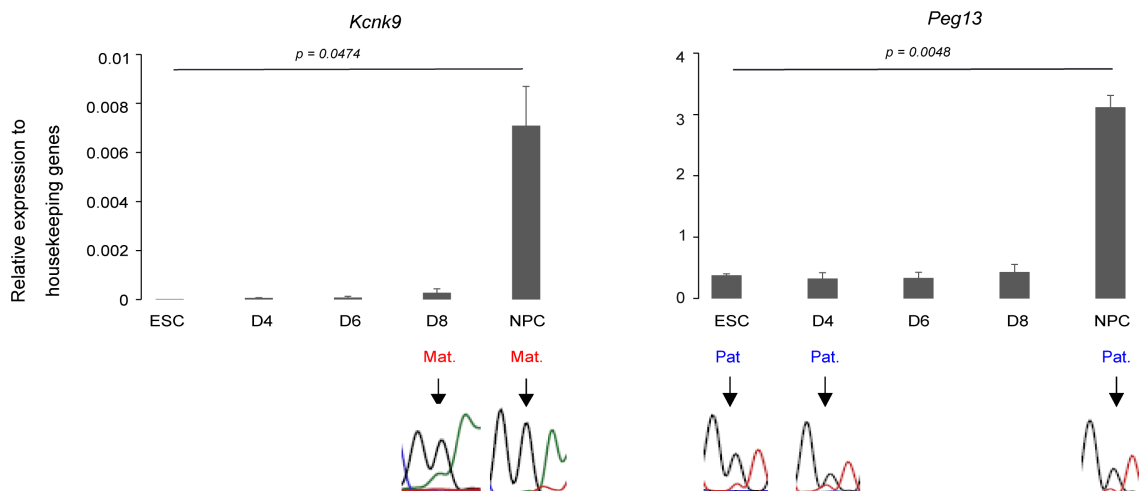 Kcnk9
p = 0.0474
Relative expression to
housekeeping genes
0.01
0.008
0.006
0.004
0.002
0
ESC D4 D6 D8 NPC
Mat. Mat.
Peg13
p = 0.0048
4
3
2
1
0
ESC D4 D6 D8 NPC
Pat Pat. Pat.